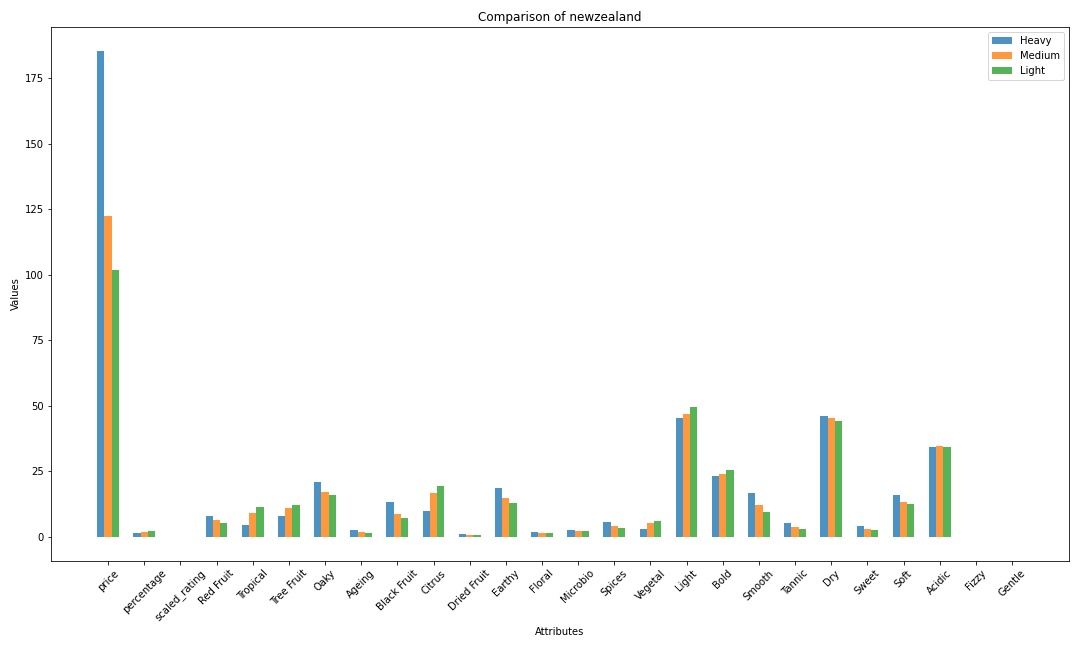 Comparison of newzealand
Heavy
Medium
Light
175
150
125
100
75
50
25
0
Values
price
percentage
scaled_rating
Red Fruit
Tropical
Tree Fruit
Oaky
Ageing
Black Fruit
Citrus
Dried Fruit
Earthy
Floral
Microbio
Spices
Vegetal
Light
Bold
Smooth
Tannic
Dry
Sweet
Soft
Acidic
Fizzy
Gentle
Attributes